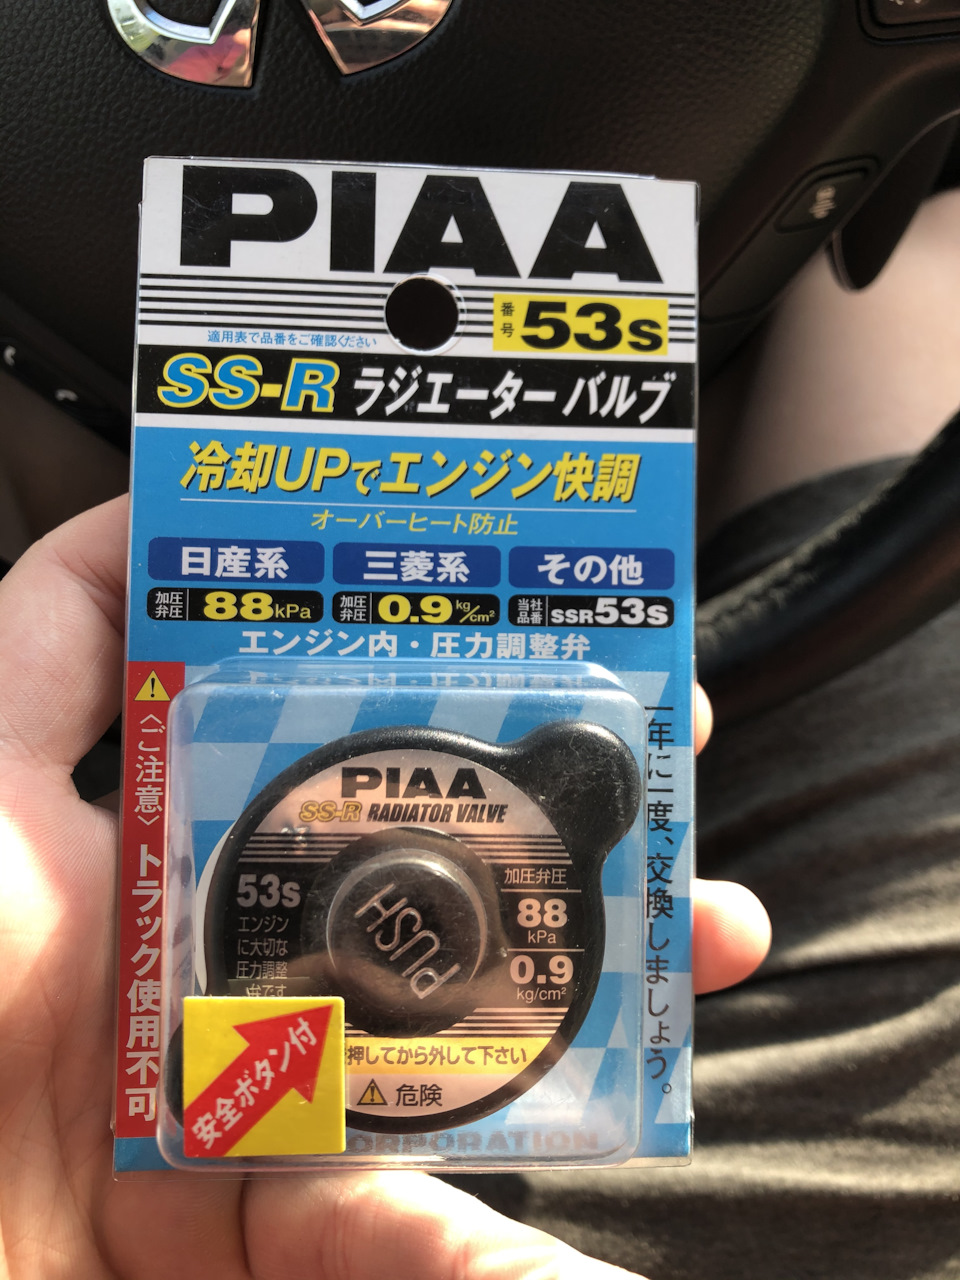 PIAA
番号 53s
適用表で品番をご確認ください
SS-R ラジエーター バルブ
冷却UPでエンジン快調
オーバーヒート防止
日産系 三菱系 その他
加圧弁圧 88kPa 加圧弁圧 0.9kg/cm² 当社品番 SSR53s
エンジン内・圧力調整弁
〈ご注意〉トラック使用不可
一年に一度、交換しましょう。
PIAA
SS-R RADIATOR VALVE
53s
エンジン
に大切な
圧力調整
弁です
PUSH
加圧弁圧
88
kPa
0.9
kg/cm²
押してから外して下さい
危険
安全ボタン付
CORPORATION
auto